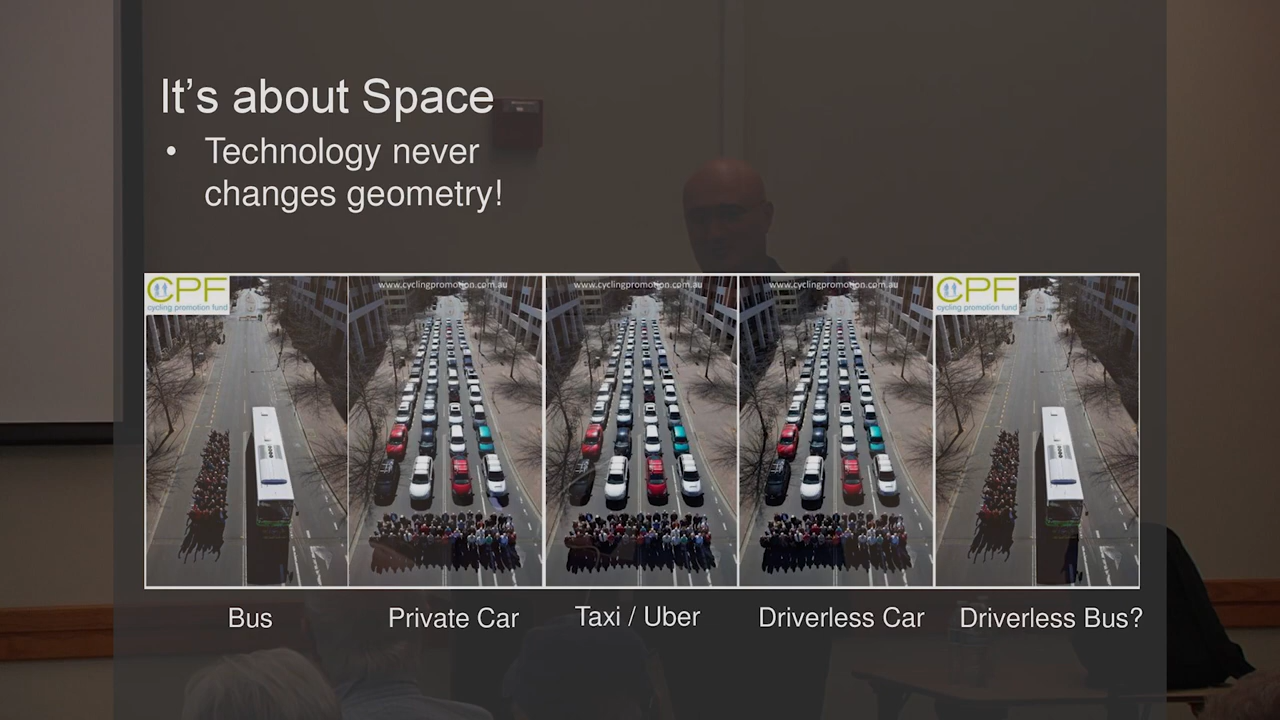 It's about Space
• Technology never
changes geometry!
CPF
cycling promotion fund
www.cyclingpromotion.com.au
www.cyclingpromotion.com.au
www.cyclingpromotion.com.au
CPF
cycling promotion fund
Bus
Private Car
Taxi / Uber
Driverless Car
Driverless Bus?